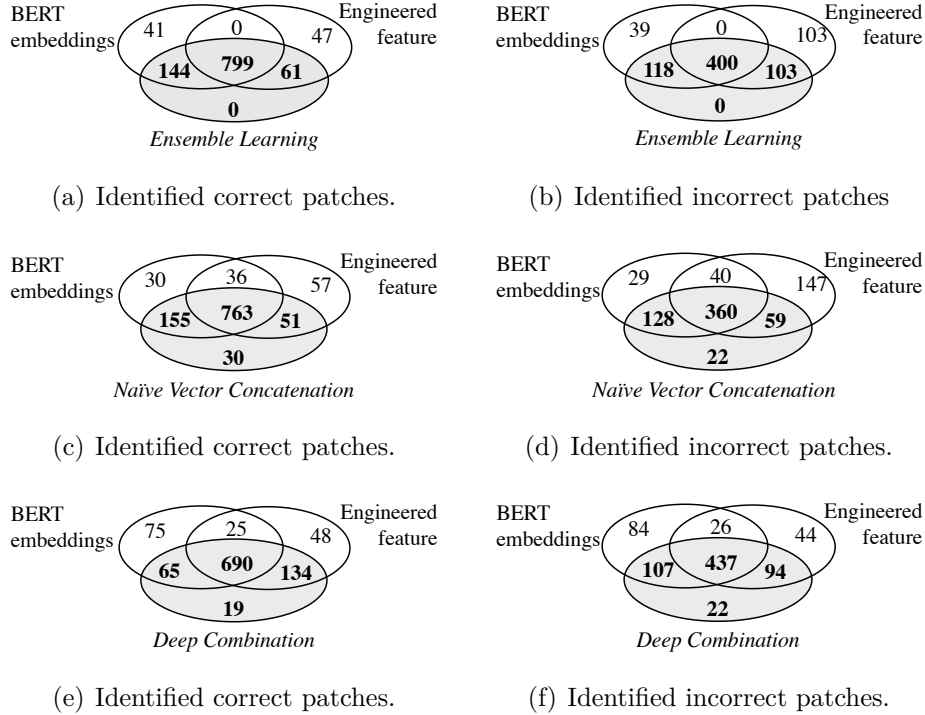 BERT
embeddings
41
0
47
Engineered
feature
144
799
61
0
Ensemble Learning
(a) Identified correct patches.
BERT
embeddings
39
0
103
Engineered
feature
118
400
103
0
Ensemble Learning
(b) Identified incorrect patches
BERT
embeddings
30
36
57
Engineered
feature
155
763
51
30
Naïve Vector Concatenation
(c) Identified correct patches.
BERT
embeddings
29
40
147
Engineered
feature
128
360
59
22
Naïve Vector Concatenation
(d) Identified incorrect patches.
BERT
embeddings
75
25
48
Engineered
feature
65
690
134
19
Deep Combination
(e) Identified correct patches.
BERT
embeddings
84
26
44
Engineered
feature
107
437
94
22
Deep Combination
(f) Identified incorrect patches.